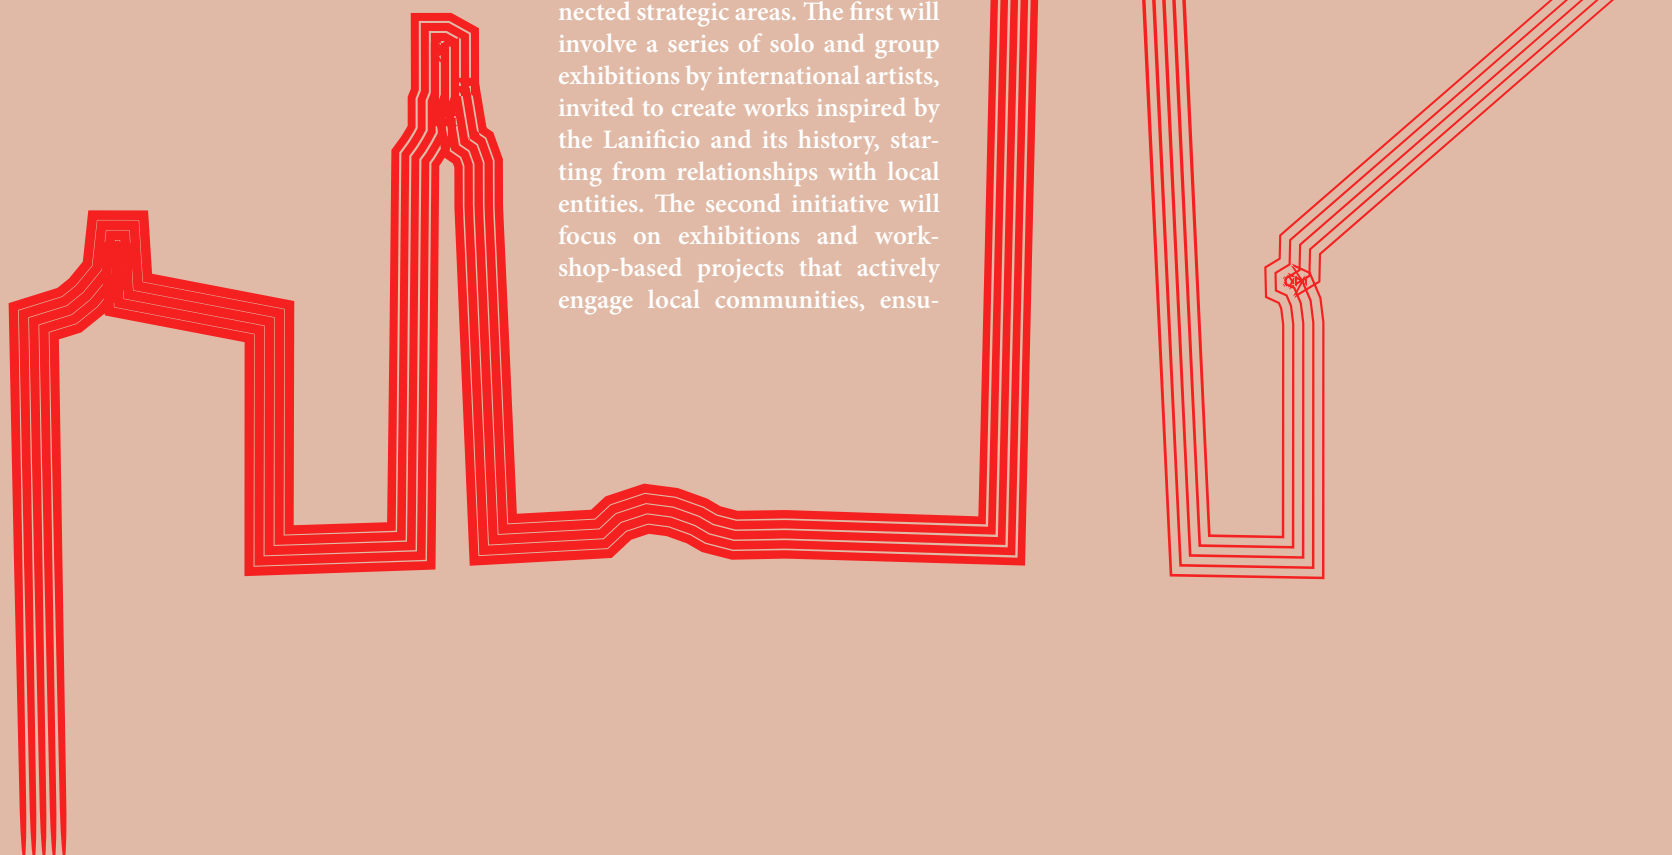 nected strategic areas. The first will
involve a series of solo and group
exhibitions by international artists,
invited to create works inspired by
the Lanificio and its history, star-
ting from relationships with local
entities. The second initiative will
focus on exhibitions and work-
shop-based projects that actively
engage local communities, ensu-